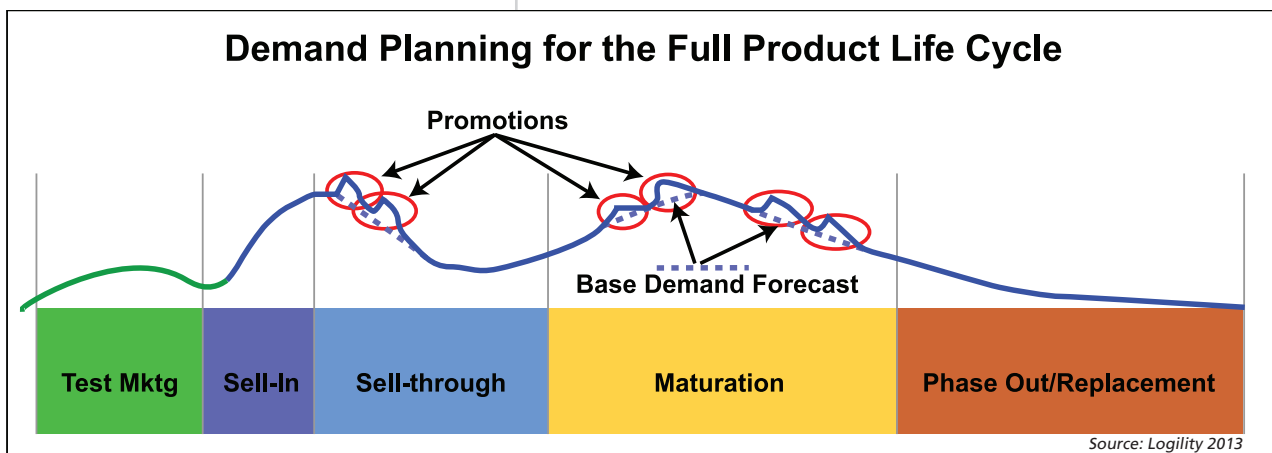 Demand Planning for the Full Product Life Cycle
Promotions
Base Demand Forecast
Test Mktg
Sell-In
Sell-through
Maturation
Phase Out/Replacement
Source: Logility 2013